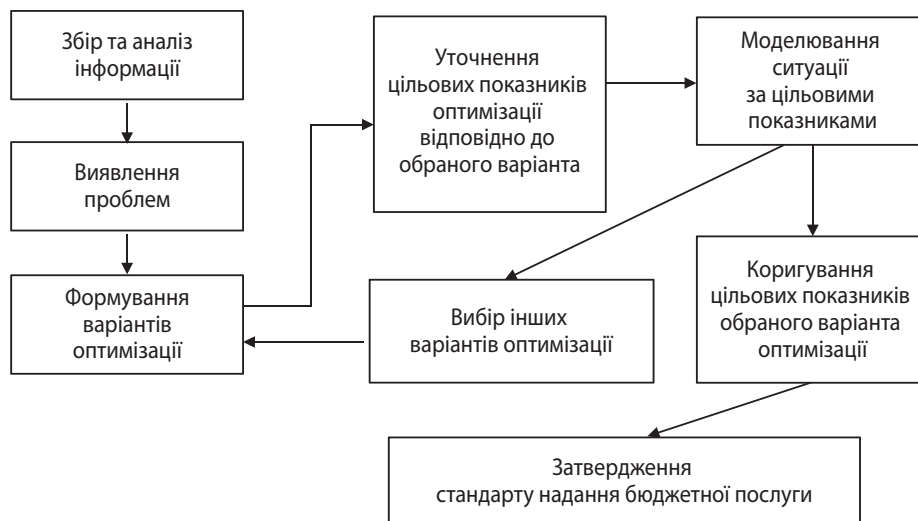 Збір та аналіз
інформації
Виявлення
проблем
Формування
варіантів
оптимізації
Уточнення
цільових показників
оптимізації
відповідно до
обраного варіанта
Моделювання
ситуації
за цільовими
показниками
Вибір інших
варіантів оптимізації
Коригування
цільових показників
обраного варіанта
оптимізації
Затвердження
стандарту надання бюджетної послуги